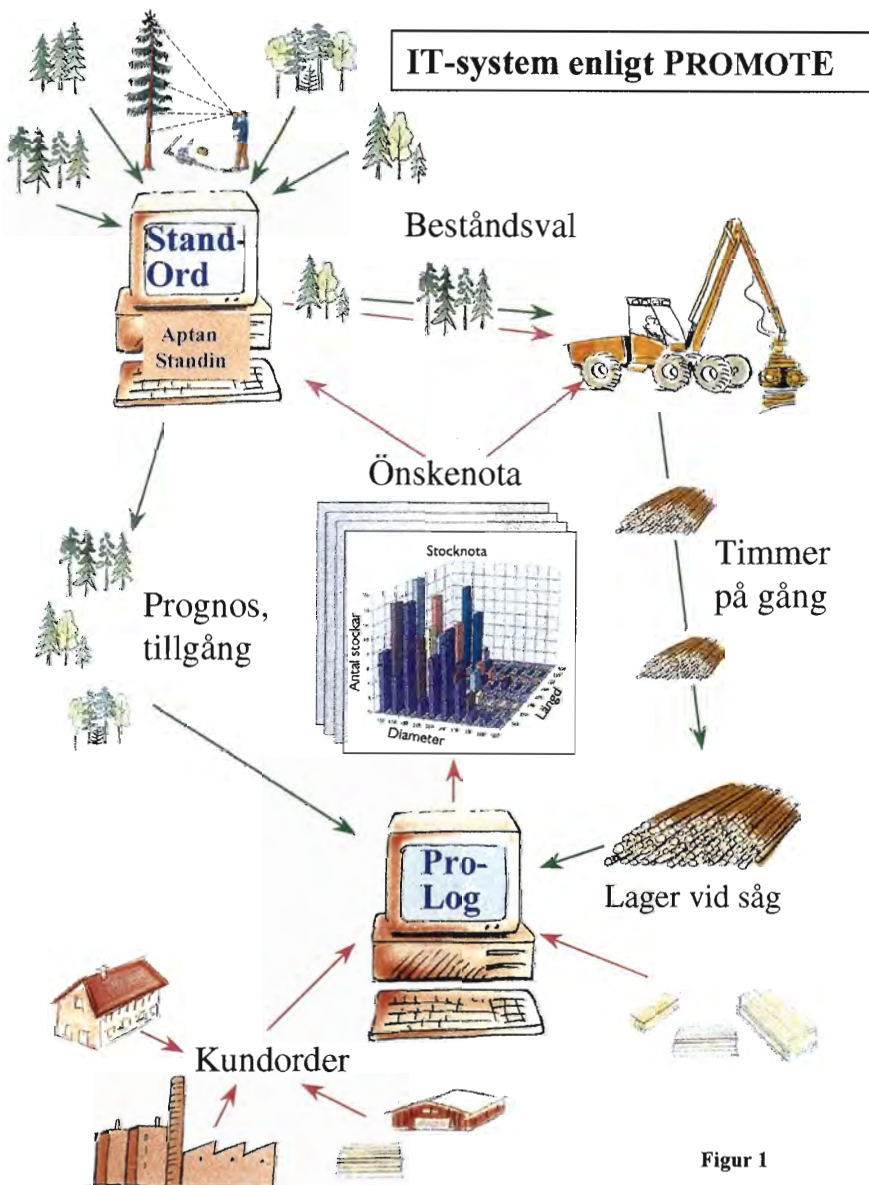 IT-system enligt PROMOTE
Stand-
Ord
Aptan
Standin
Beståndsval
Önskenota
Stocknota
Antal stockar
Diameter
Längd
Prognos,
tillgång
Timmer
på gång
Pro-
Log
Lager vid såg
Kundorder
Figur 1